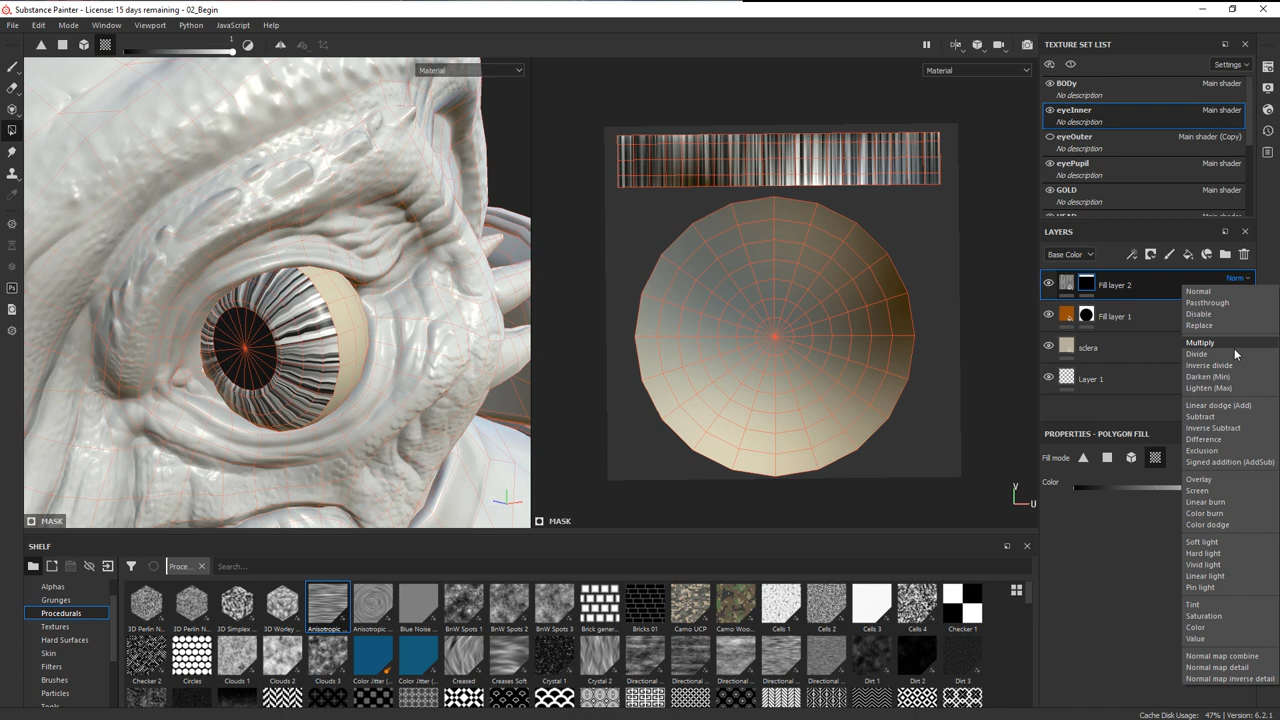 Substance Painter - License: 15 days remaining - 02_Begin
File Edit Mode Window Viewport Python JavaScript Help
1
Material
Material
MASK
V
U
MASK
TEXTURE SET LIST
Settings
BODy Main shader
No description
eyeInner Main shader
No description
eyeOuter Main shader (Copy)
No description
eyePupil Main shader
No description
GOLD Main shader
No description
HEAD Main shader
LAYERS
Base Color
Norm
Fill layer 2
Fill layer 1
sclera
Layer 1
Normal
Passthrough
Disable
Replace
Multiply
Divide
Inverse divide
Darken (Min)
Lighten (Max)
Linear dodge (Add)
Subtract
Inverse Subtract
Difference
Exclusion
Signed addition (AddSub)
Overlay
Screen
Linear burn
Color burn
Color dodge
Soft light
Hard light
Vivid light
Linear light
Pin light
Tint
Saturation
Color
Value
Normal map combine
Normal map detail
Normal map inverse detail
PROPERTIES - POLYGON FILL
Fill mode
Color
SHELF
Proce...
Search...
Alphas
Grunges
Procedurals
Textures
Hard Surfaces
Skin
Filters
Brushes
Particles
Tools
3D Perlin N... 3D Perlin N... 3D Simplex ... 3D Worley ... Anisotropic ... Anisotropic ... Blue Noise ... BnW Spots 1 BnW Spots 2 BnW Spots 3 Brick gener... Bricks 01 Camo UCP Camo Woo... Cells 1 Cells 2 Cells 3 Cells 4 Checker 1
Checker 2 Circles Clouds 1 Clouds 2 Clouds 3 Color Jitter (... Color Jitter (... Creased Creases Soft Crystal 1 Crystal 2 Directional ... Directional ... Directional ... Directional ... Dirt 1 Dirt 2 Dirt 3
Cache Disk Usage: 47% | Version: 6.2.1